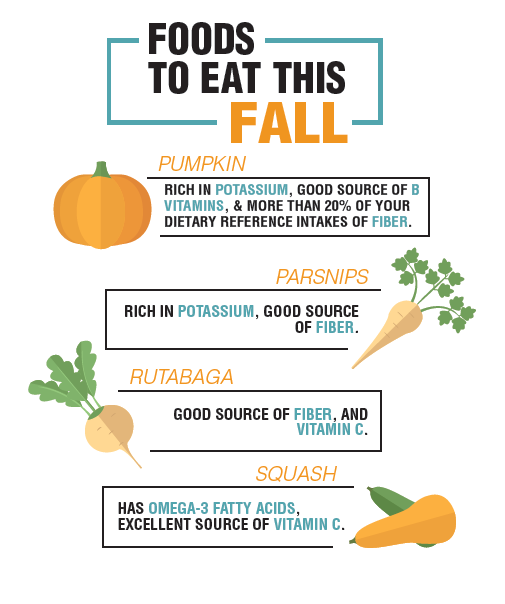 FOODS
TO EAT THIS
FALL
PUMPKIN
RICH IN POTASSIUM, GOOD SOURCE OF B
VITAMINS, & MORE THAN 20% OF YOUR
DIETARY REFERENCE INTAKES OF FIBER.
PARSNIPS
RICH IN POTASSIUM, GOOD SOURCE
OF FIBER.
RUTABAGA
GOOD SOURCE OF FIBER, AND
VITAMIN C.
SQUASH
HAS OMEGA-3 FATTY ACIDS,
EXCELLENT SOURCE OF VITAMIN C.